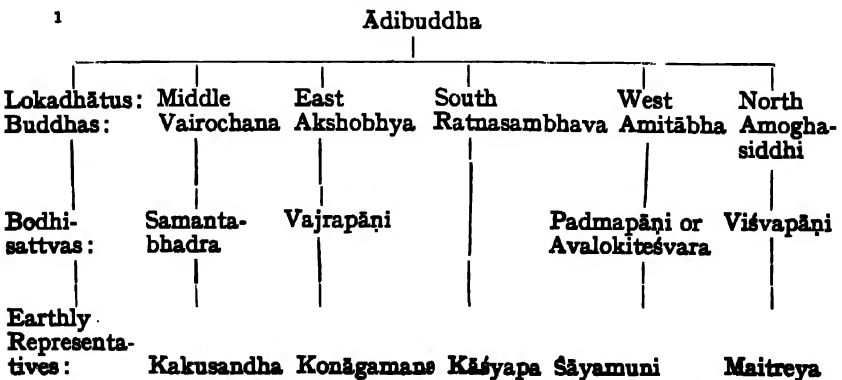 1
Ādibuddha
Lokadhātus: Middle East South West North
Buddhas: Vairochana Akshobhya Ratnasambhava Amitābha Amogha-
siddhi
Bodhi- Samanta- Vajrapāṇi Padmapāṇi or Viśvapāṇi
sattvas: bhadra Avalokiteśvara
Earthly
Representa-
tives: Kakusandha Konāgamane Kāśyapa Śāyamuni Maitreya